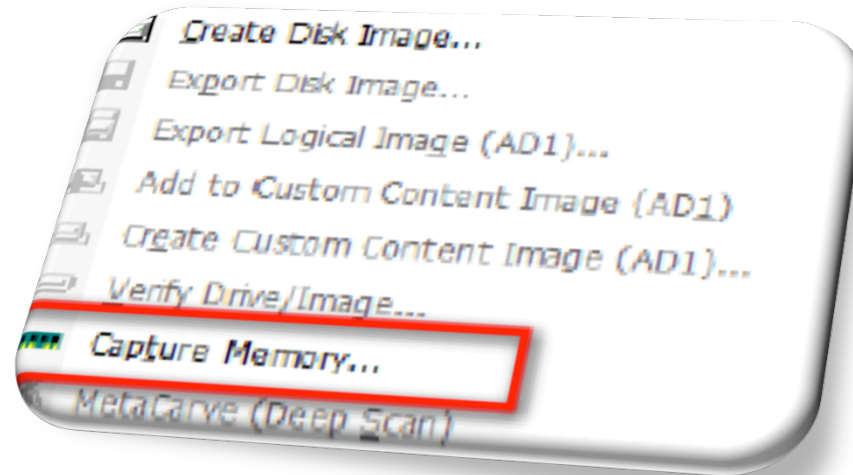 Create Disk Image...
Export Disk Image...
Export Logical Image (AD1)...
Add to Custom Content Image (AD1)
Create Custom Content Image (AD1)...
Verify Drive/Image...
Capture Memory...
MetaCarve (Deep Scan)